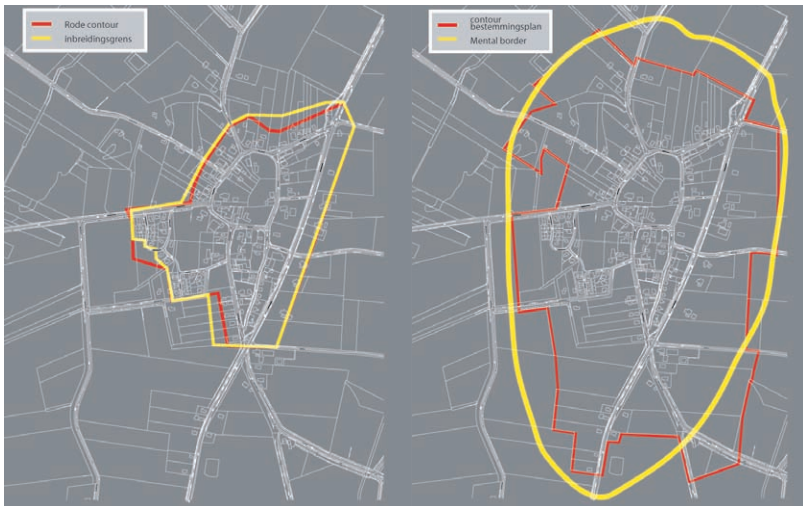 Rode contour
inbreidingsgrens
contour
bestemmingsplan
Mental border